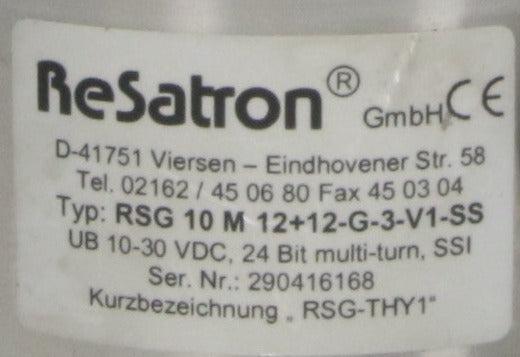 ReSatron® GmbH CE
D-41751 Viersen – Eindhovener Str. 58
Tel. 02162 / 45 06 80 Fax 45 03 04
Typ: RSG 10 M 12+12-G-3-V1-SS
UB 10-30 VDC, 24 Bit multi-turn, SSI
Ser. Nr.: 290416168
Kurzbezeichnung „ RSG-THY1“